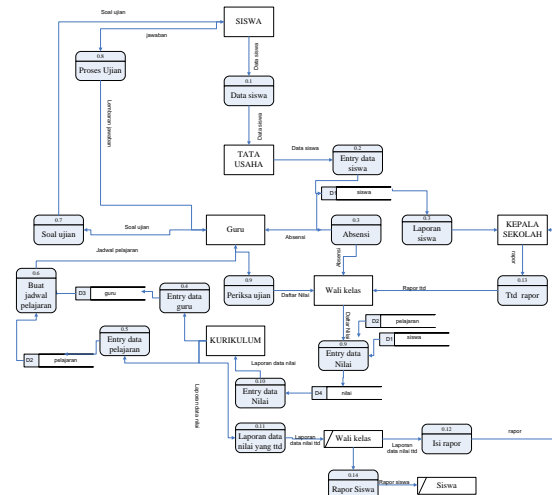 Soal ujian
SISWA
jawaban
0.8
Proses Ujian
Data siswa
0.1
Data siswa
Lembaran jawaban
Data siswa
TATA
USAHA
Data siswa
0.2
Entry data
siswa
D1
siswa
0.7
Soal ujian
Soal ujian
Guru
Absensi
0.3
Absensi
0.3
Laporan
siswa
KEPALA
SEKOLAH
Jadwal pelajaran
Absensi
rapor
0.6
Buat
jadwal
pelajaran
D3
guru
0.4
Entry data
guru
0.9
Periksa ujian
Daftar Nilai
Wali kelas
Rapor ttd
0.13
Ttd rapor
Daftar Nilai
D2
pelajaran
D1
siswa
0.5
Entry data
pelajaran
KURIKULUM
D2
pelajaran
Laporan data nilai
0.9
Entry data
Nilai
0.10
Entry data
Nilai
D4
nilai
Laporan data
nilai
0.11
Laporan data
nilai yang ttd
Laporan
data nilai ttd
Wali kelas
Laporan
data nilai ttd
0.12
Isi rapor
rapor
0.14
Rapor Siswa
Rapor siswa
Siswa